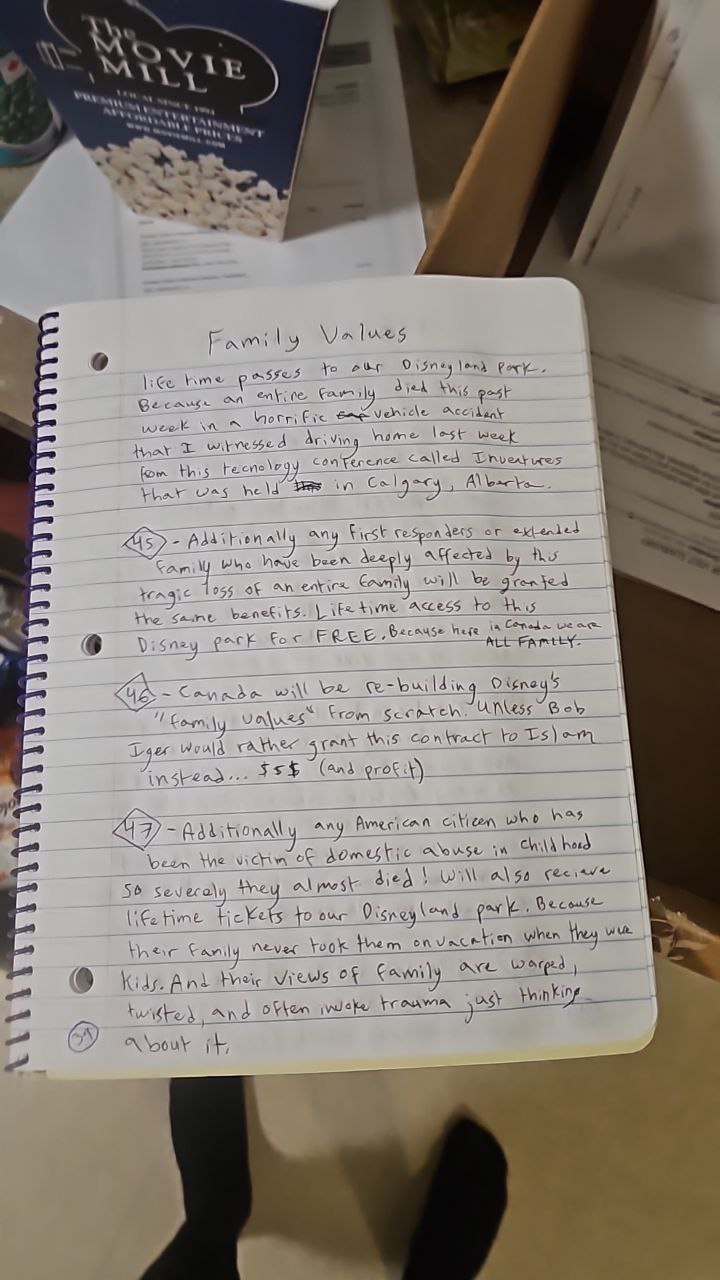 The
MOVIE
MILL
LOCAL SINCE 1994
PREMIUM ENTERTAINMENT
AFFORDABLE PRICES
WWW.MOVIEMILL.COM
Family Values
life time passes to our Disneyland Park.
Because an entire family died this past
week in a horrific vehicle accident
that I witnessed driving home last week
from this tecnology conference called Inventures
that was held in Calgary, Alberta.
45 - Additionally any first responders or extended
family who have been deeply affected by this
tragic loss of an entire family will be granted
the same benefits. Lifetime access to this
Disney park for FREE. Because here in Canada we are
ALL FAMILY.
46 - Canada will be re-building Disney's
"family values" from scratch. Unless Bob
Iger would rather grant this contract to Islam
instead... $$$ (and profit)
47 - Additionally any American citizen who has
been the victim of domestic abuse in childhood
so severely they almost died! Will also recieve
lifetime tickets to our Disneyland park. Because
their family never took them on vacation when they were
kids. And their views of family are warped,
twisted, and often invoke trauma just thinking
about it.